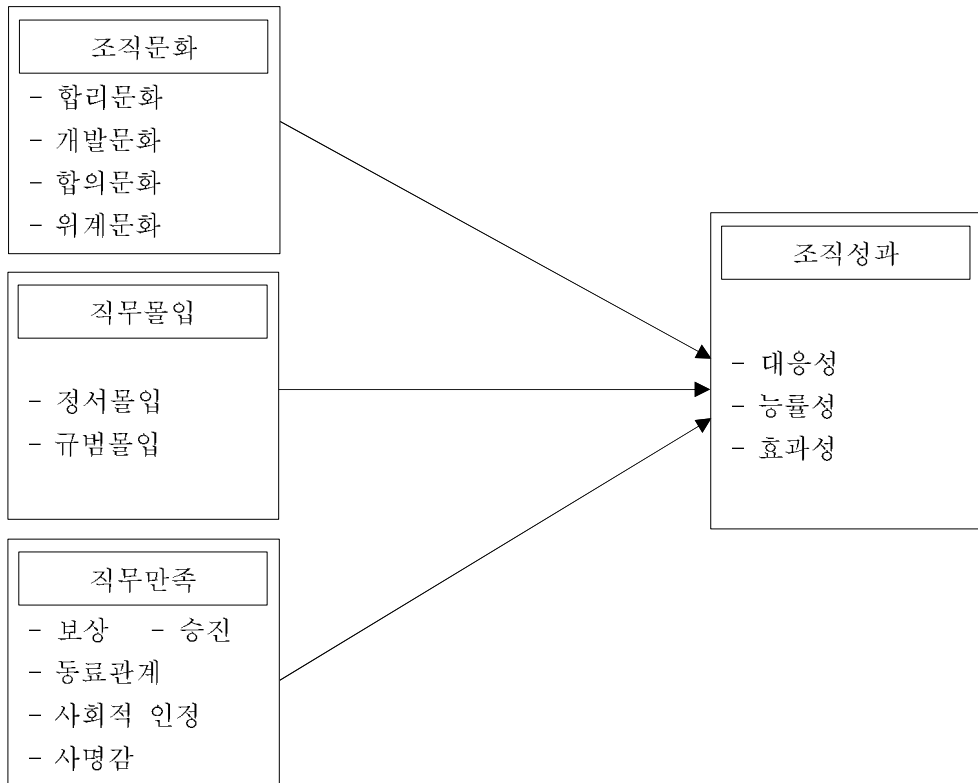 조직문화
- 합리문화
- 개발문화
- 합의문화
- 위계문화
직무몰입
- 정서몰입
- 규범몰입
직무만족
- 보상 - 승진
- 동료관계
- 사회적 인정
- 사명감
조직성과
- 대응성
- 능률성
- 효과성